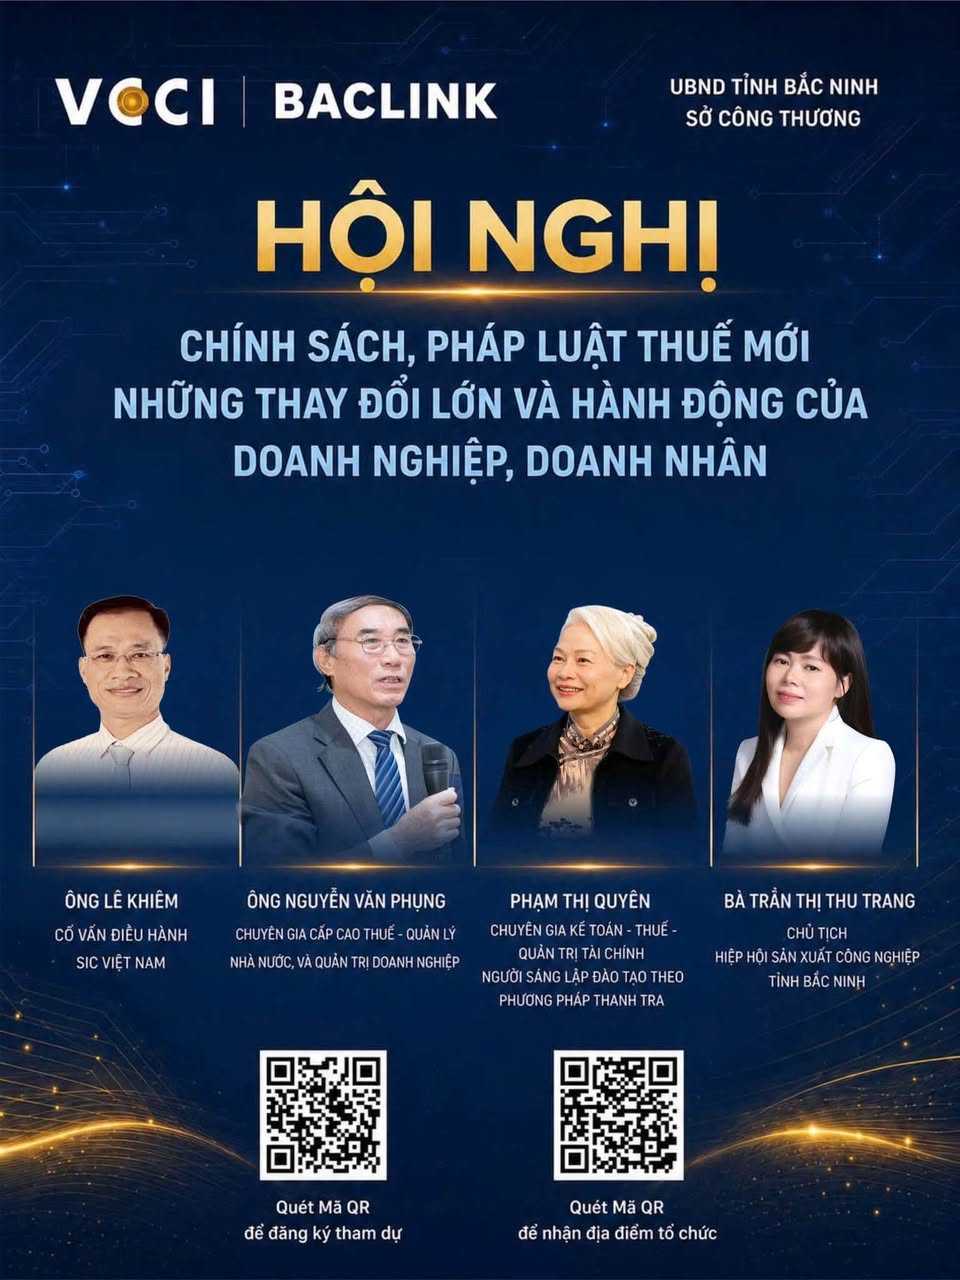 VCCI | BACLINK
UBND TỈNH BẮC NINH
SỞ CÔNG THƯƠNG
HỘI NGHỊ
CHÍNH SÁCH, PHÁP LUẬT THUẾ MỚI
NHỮNG THAY ĐỔI LỚN VÀ HÀNH ĐỘNG CỦA
DOANH NGHIỆP, DOANH NHÂN
ÔNG LÊ KHIÊM
CỐ VẤN ĐIỀU HÀNH
SIC VIỆT NAM
ÔNG NGUYỄN VĂN PHỤNG
CHUYÊN GIA CẤP CAO THUẾ - QUẢN LÝ
NHÀ NƯỚC, VÀ QUẢN TRỊ DOANH NGHIỆP
PHẠM THỊ QUYÊN
CHUYÊN GIA KẾ TOÁN - THUẾ -
QUẢN TRỊ TÀI CHÍNH
NGƯỜI SÁNG LẬP ĐÀO TẠO THEO
PHƯƠNG PHÁP THANH TRA
BÀ TRẦN THỊ THU TRANG
CHỦ TỊCH
HIỆP HỘI SẢN XUẤT CÔNG NGHIỆP
TỈNH BẮC NINH
Quét Mã QR
để đăng ký tham dự
Quét Mã QR
để nhận địa điểm tổ chức